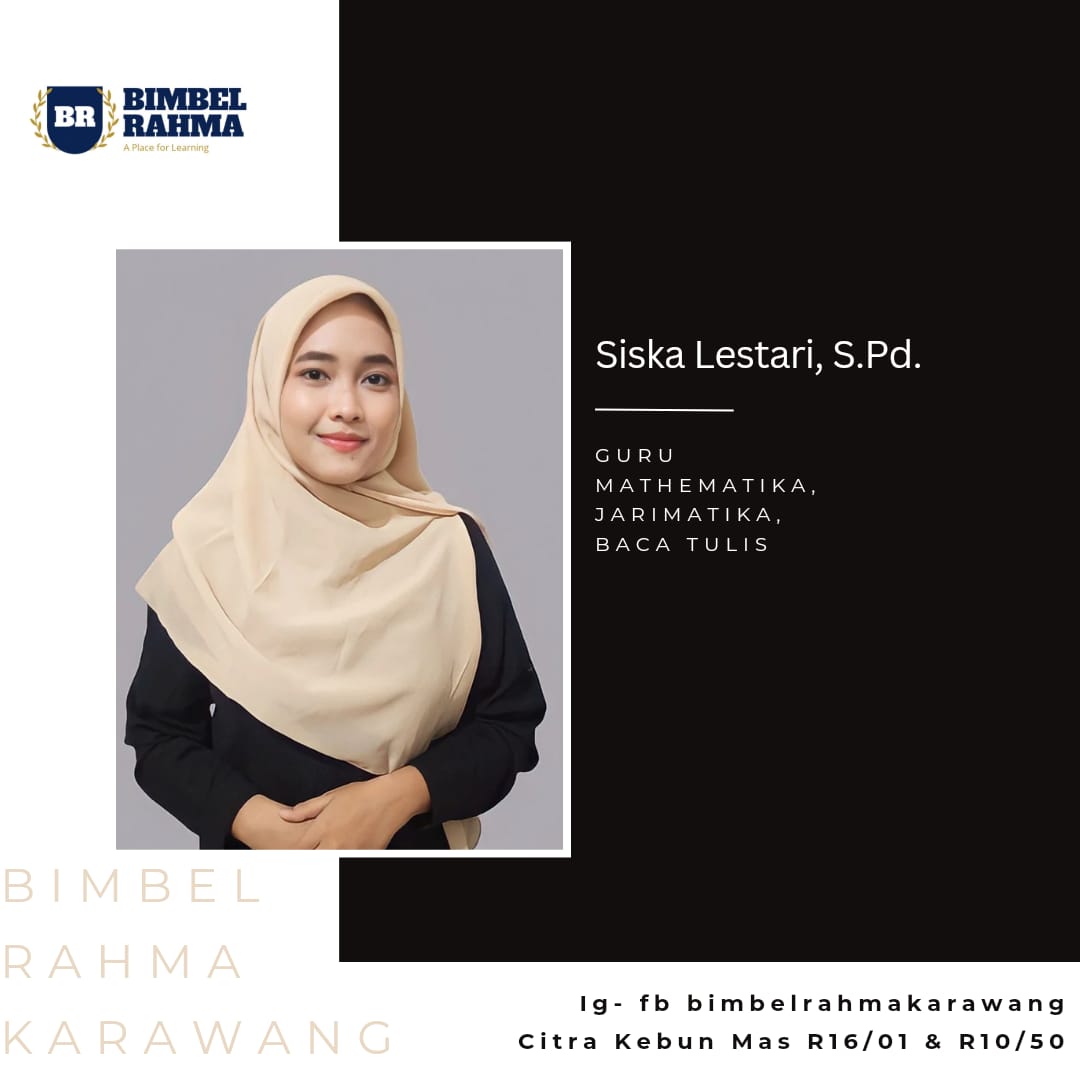 BR
BIMBEL
RAHMA
A Place for Learning
Siska Lestari, S.Pd.
GURU
MATHEMATIKA,
JARIMATIKA,
BACA TULIS
BIMBEL
RAHMA
KARAWANG
Ig- fb bimbelrahmakarawang
Citra Kebun Mas R16/01 & R10/50